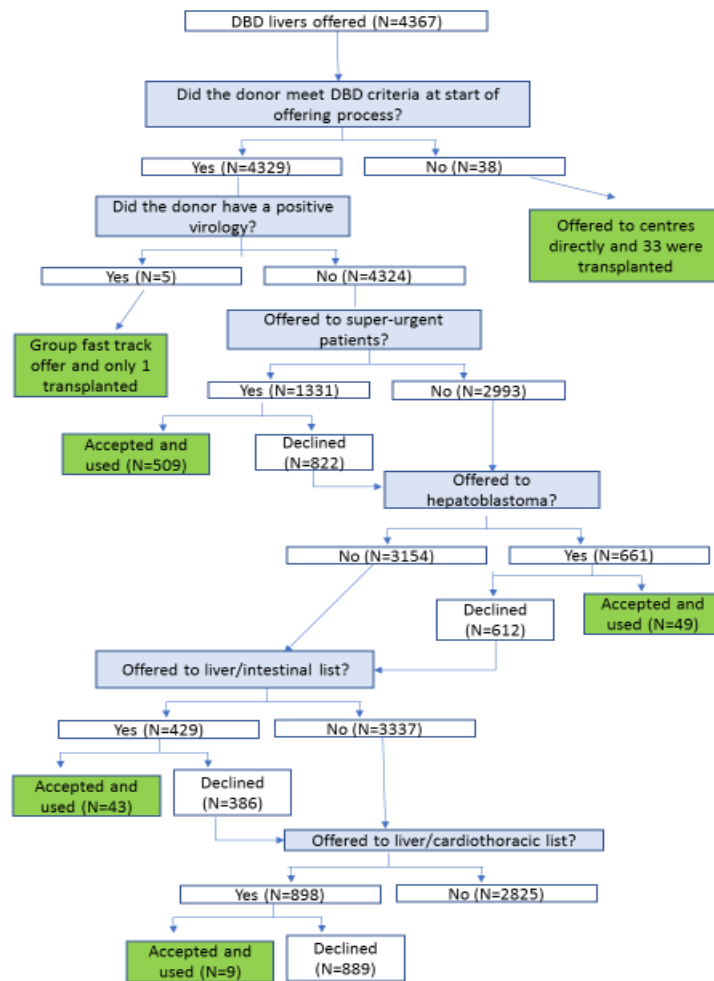 DBD livers offered (N=4367)
Did the donor meet DBD criteria at start of
offering process?
Yes (N=4329)
No (N=38)
Did the donor have a positive
virology?
Offered to centres
directly and 33 were
transplanted
Yes (N=5)
No (N=4324)
Group fast track
offer and only 1
transplanted
Offered to super-urgent
patients?
Yes (N=1331)
No (N=2993)
Accepted and
used (N=509)
Declined
(N=822)
Offered to
hepatoblastoma?
No (N=3154)
Yes (N=661)
Declined
(N=612)
Accepted and
used (N=49)
Offered to liver/intestinal list?
Yes (N=429)
No (N=3337)
Accepted and
used (N=43)
Declined
(N=386)
Offered to liver/cardiothoracic list?
Yes (N=898)
No (N=2825)
Accepted and
used (N=9)
Declined
(N=889)